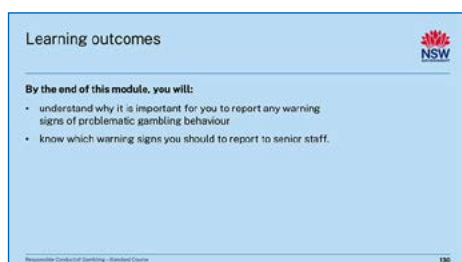 Learning outcomes
NSW
GOVERNMENT
By the end of this module, you will:
• understand why it is important for you to report any warning
signs of problematic gambling behaviour
• know which warning signs you should to report to senior staff.
Responsible Conduct of Gambling – Standard Course
130